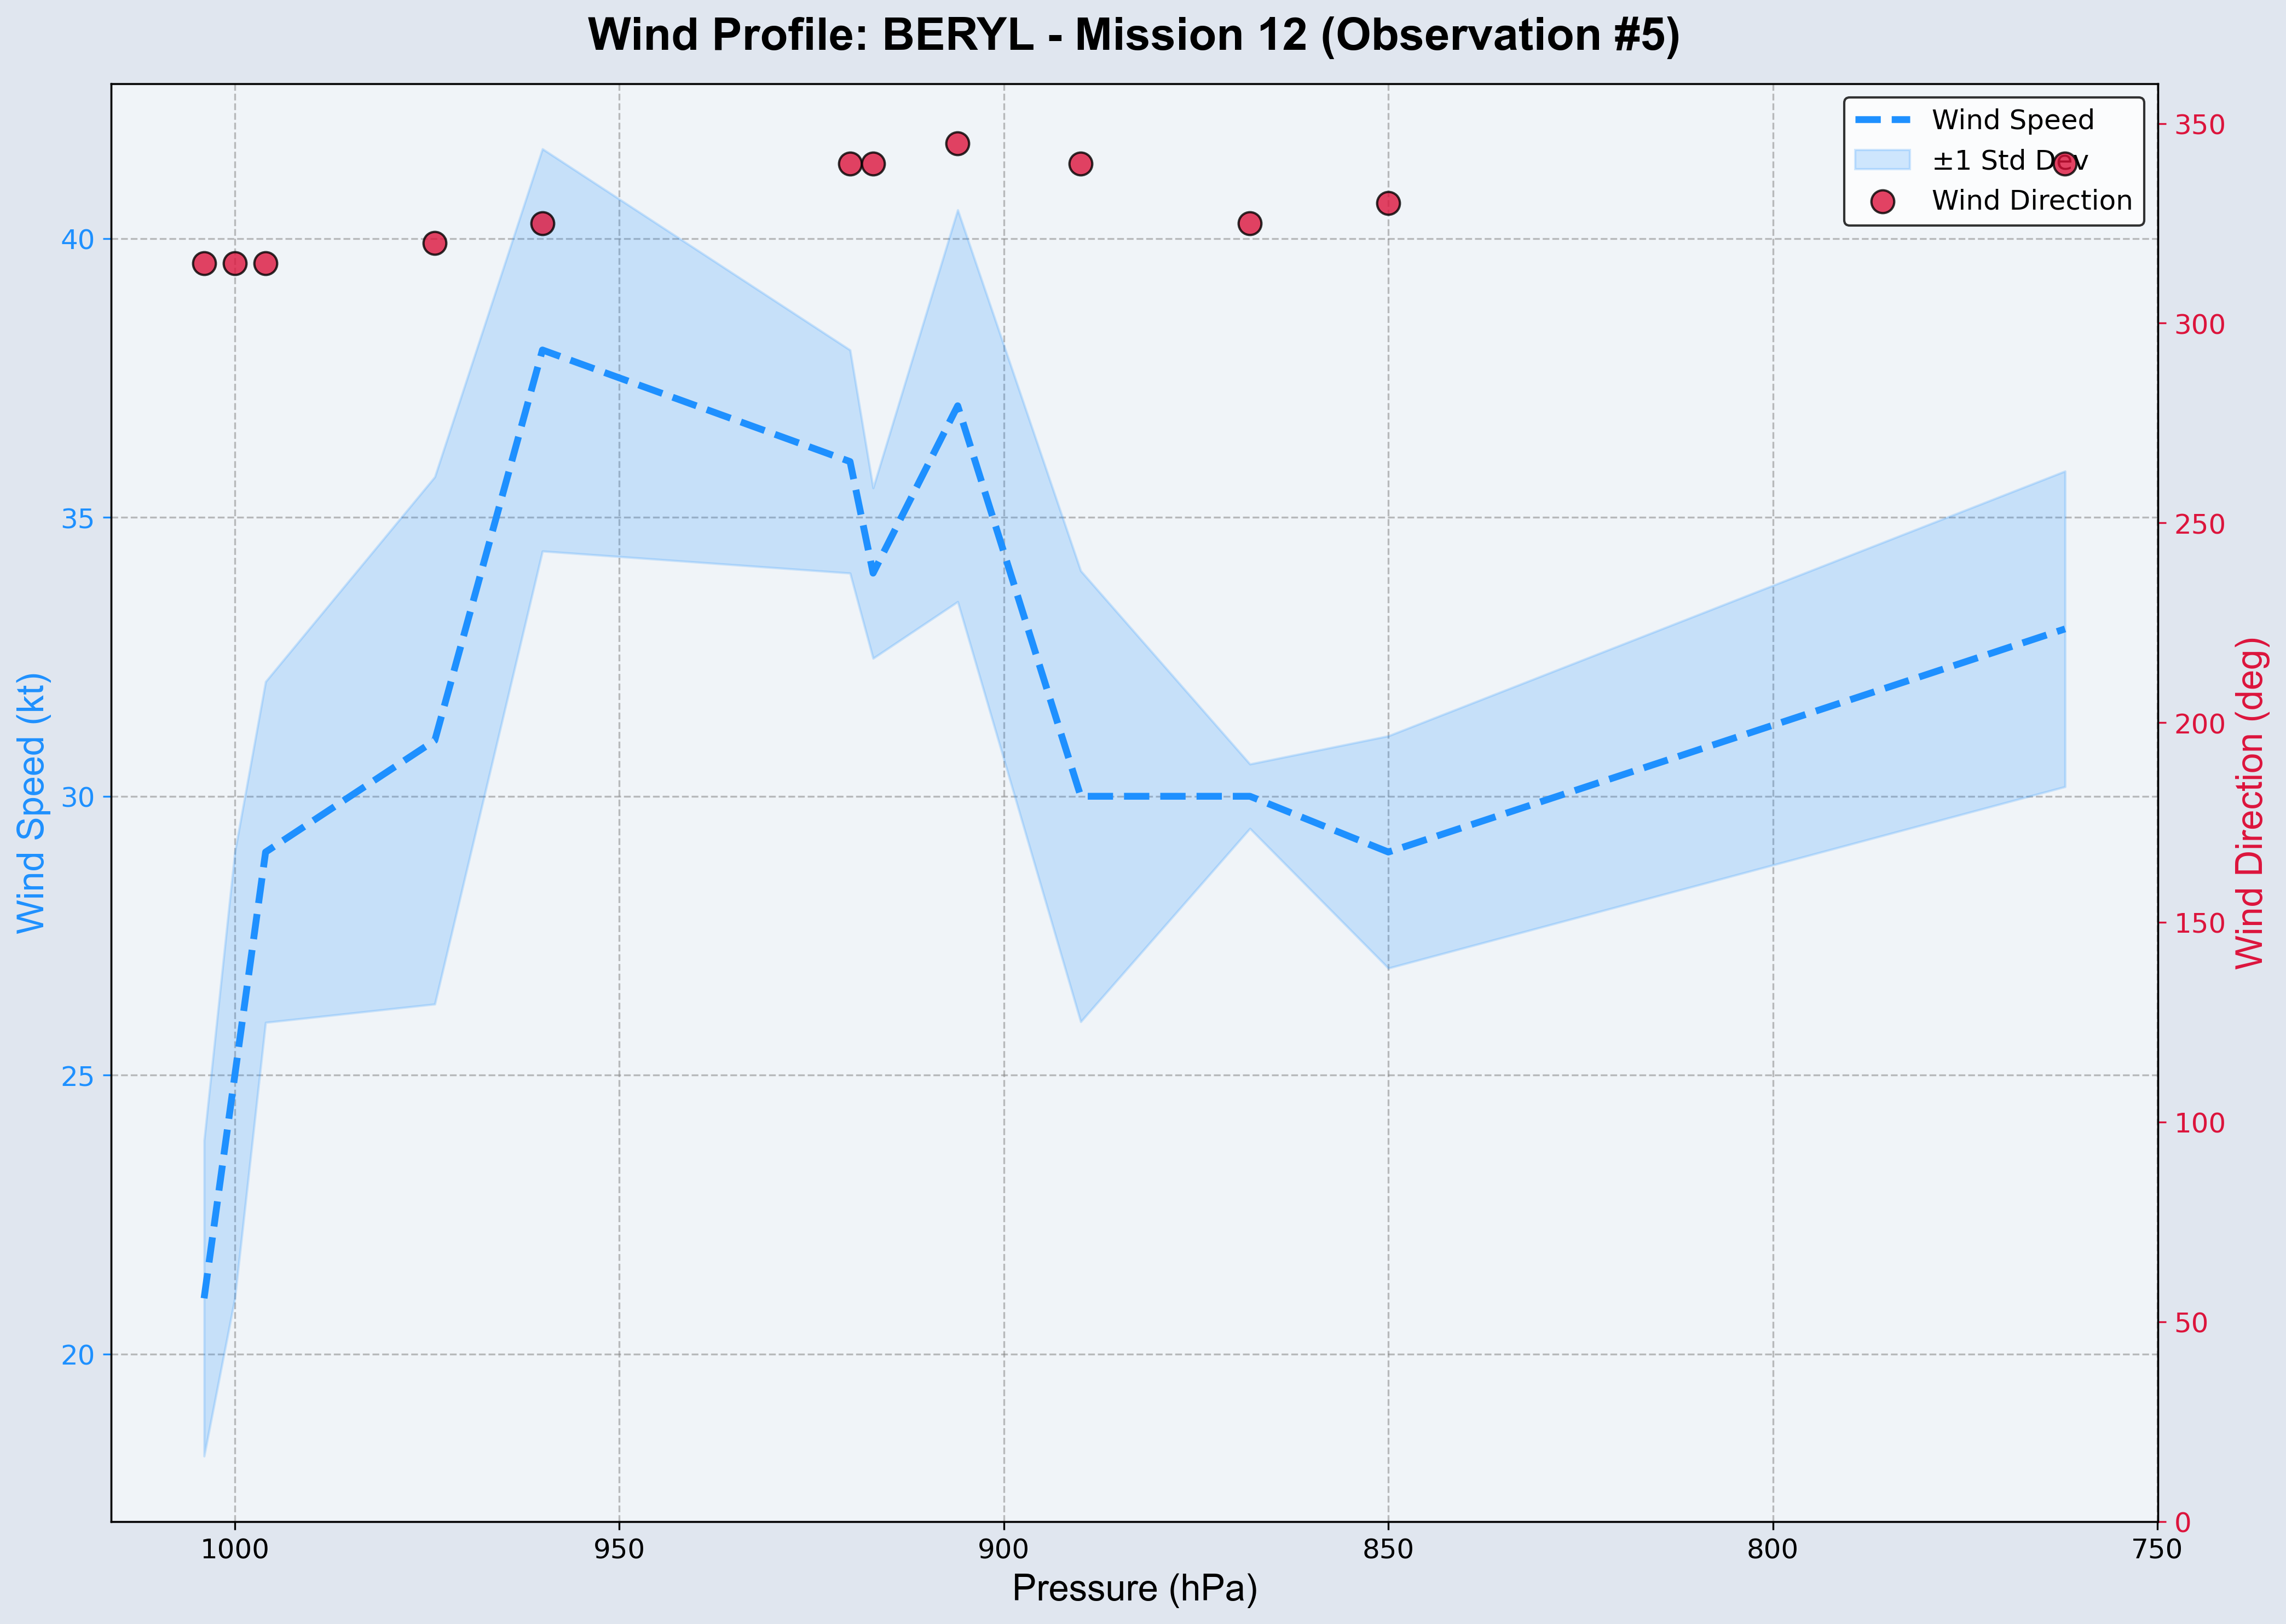 Wind Profile: BERYL - Mission 12 (Observation #5)
Wind Speed
±1 Std Dev
Wind Direction
Wind Speed (kt)
40
35
30
25
20
350
300
250
200
150
100
50
0
Wind Direction (deg)
1000
950
900
850
800
750
Pressure (hPa)